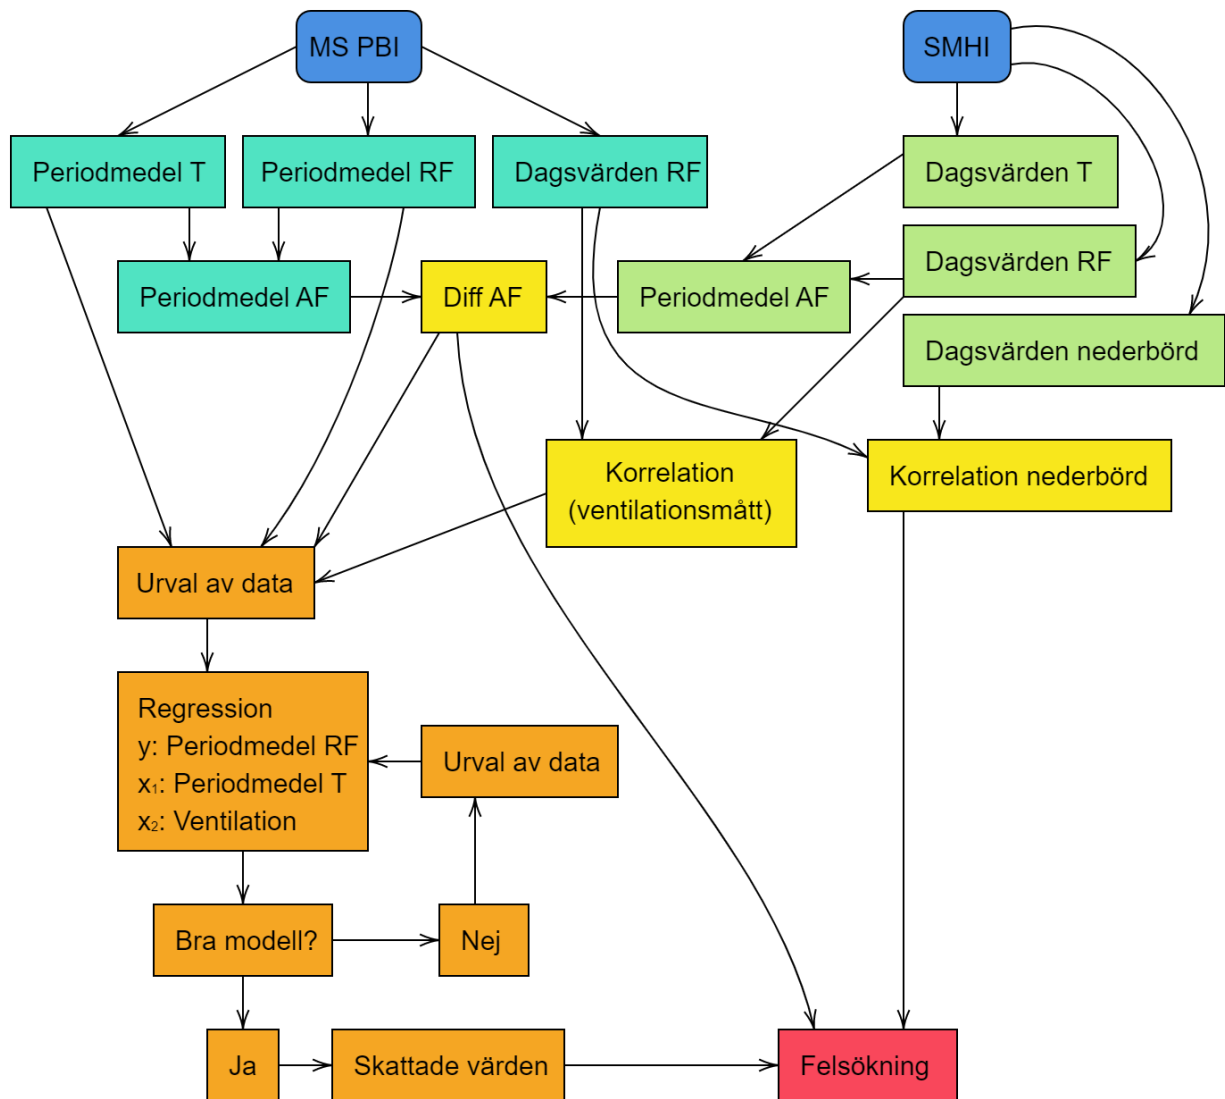 MS PBI
SMHI
Periodmedel T
Periodmedel RF
Dagsvärden RF
Dagsvärden T
Dagsvärden RF
Periodmedel AF
Diff AF
Periodmedel AF
Dagsvärden nederbörd
Korrelation
(ventilationsmått)
Korrelation nederbörd
Urval av data
Regression
y: Periodmedel RF
x₁: Periodmedel T
x₂: Ventilation
Urval av data
Bra modell?
Nej
Ja
Skattade värden
Felsökning